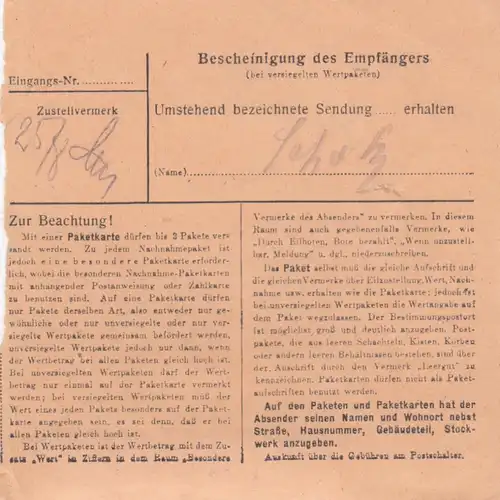 Bescheinigung des Empfängers
(bei versiegelten Wertpaketen)
Eingangs-Nr.
Zustellvermerk
Umstehend bezeichnete Sendung ..... erhalten
25/8
(Name)
Zur Beachtung!
Mit einer Paketkarte dürfen bis 3 Pakete ver-
sandt werden. Zu jedem Nachnahmepaket ist
jedoch eine besondere Paketkarte erforder-
lich, wobei die besonderen Nachnahme-Paketkarten
mit anhangender Postanweisung oder Zahlkarte
zu benutzen sind. Auf eine Paketkarte dürfen
nur Pakete derselben Art, also entweder nur ge-
wöhnliche oder nur unversiegelte oder nur ver-
siegelte Wertpakete gemeinsam befördert werden,
unversiegelte Wertpakete jedoch nur dann, wenn
der Wertbetrag bei allen Paketen gleich hoch ist.
Bei unversiegelten Wertpaketen darf der Wert-
betrag nur einmal auf der Paketkarte vermerkt
werden; bei versiegelten Wertpaketen muß der
Wert eines jeden Pakets besonders auf der Paket-
karte angegeben sein, es sei denn, daß er bei
allen Paketen gleich hoch ist.
Bei Wertpaketen ist der Wertbetrag mit dem Zu-
satz „Wert" in Ziffern in dem Raum „Besondere
Vermerke des Absenders" zu vermerken. In diesem
Raum sind auch gegebenenfalls Vermerke, wie
„Durch Eilboten, Bote bezahlt", „Wenn unzustell-
bar, Meldung" u. dgl., niederzuschreiben.
Das Paket selbst muß die gleiche Aufschrift und
die gleichen Vermerke über Eilzustellung, Wert, Nach-
nahme usw. erhalten wie die Paketkarte; jedoch ist
bei unversiegelten Wertpaketen die Wertangabe auf
dem Paket wegzulassen. Der Bestimmungspostort
ist möglichst groß und deutlich anzugeben. Post-
pakete, die aus leeren Schachteln, Kisten, Körben
oder andern leeren Behältnissen bestehen, sind über
der Aufschrift durch den Vermerk „Leergut" zu
kennzeichnen. Paketkarten dürfen nicht als Paket-
aufschriften benutzt werden.
Auf den Paketen und Paketkarten hat der
Absender seinen Namen und Wohnort nebst
Straße, Hausnummer, Gebäudeteil, Stock-
werk anzugeben.
Auskunft über die Gebühren am Postschalter.